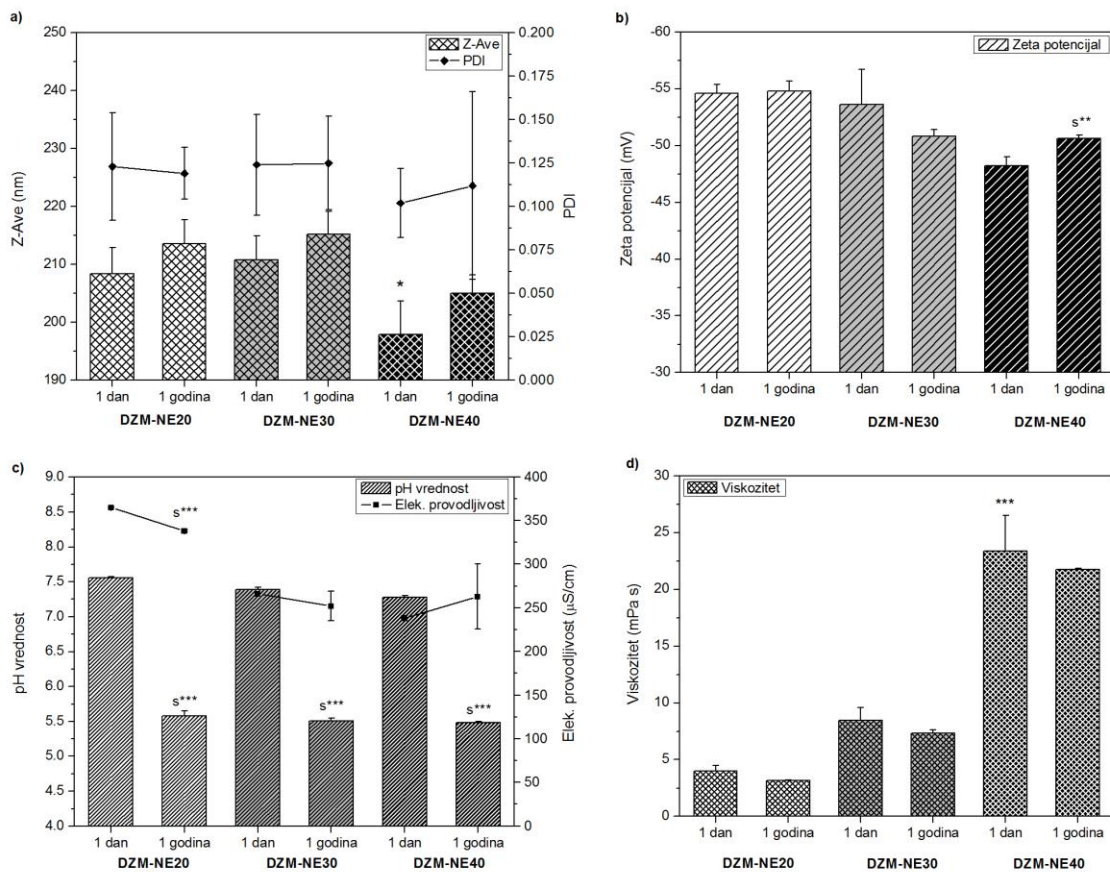 a)
250
240
230
220
210
200
190
Z-Ave (nm)
Z-Ave
PDI
*
0.200
0.175
0.150
0.125
0.100
0.075
0.050
0.025
0.000
PDI
1 dan 1 godina 1 dan 1 godina 1 dan 1 godina
DZM-NE20 DZM-NE30 DZM-NE40
b)
-60
-55
-50
-45
-40
-35
-30
Zeta potencijal (mV)
Zeta potencijal
s**
1 dan 1 godina 1 dan 1 godina 1 dan 1 godina
DZM-NE20 DZM-NE30 DZM-NE40
c)
9.0
8.5
8.0
7.5
7.0
6.5
6.0
5.5
5.0
4.5
4.0
pH vrednost
pH vrednost
Elek. provodljivost
s***
s*** s*** s***
400
350
300
250
200
150
100
50
0
Elek. provodljivost (µS/cm)
1 dan 1 godina 1 dan 1 godina 1 dan 1 godina
DZM-NE20 DZM-NE30 DZM-NE40
d)
30
25
20
15
10
5
0
Viskozitet (mPa s)
Viskozitet
***
1 dan 1 godina 1 dan 1 godina 1 dan 1 godina
DZM-NE20 DZM-NE30 DZM-NE40